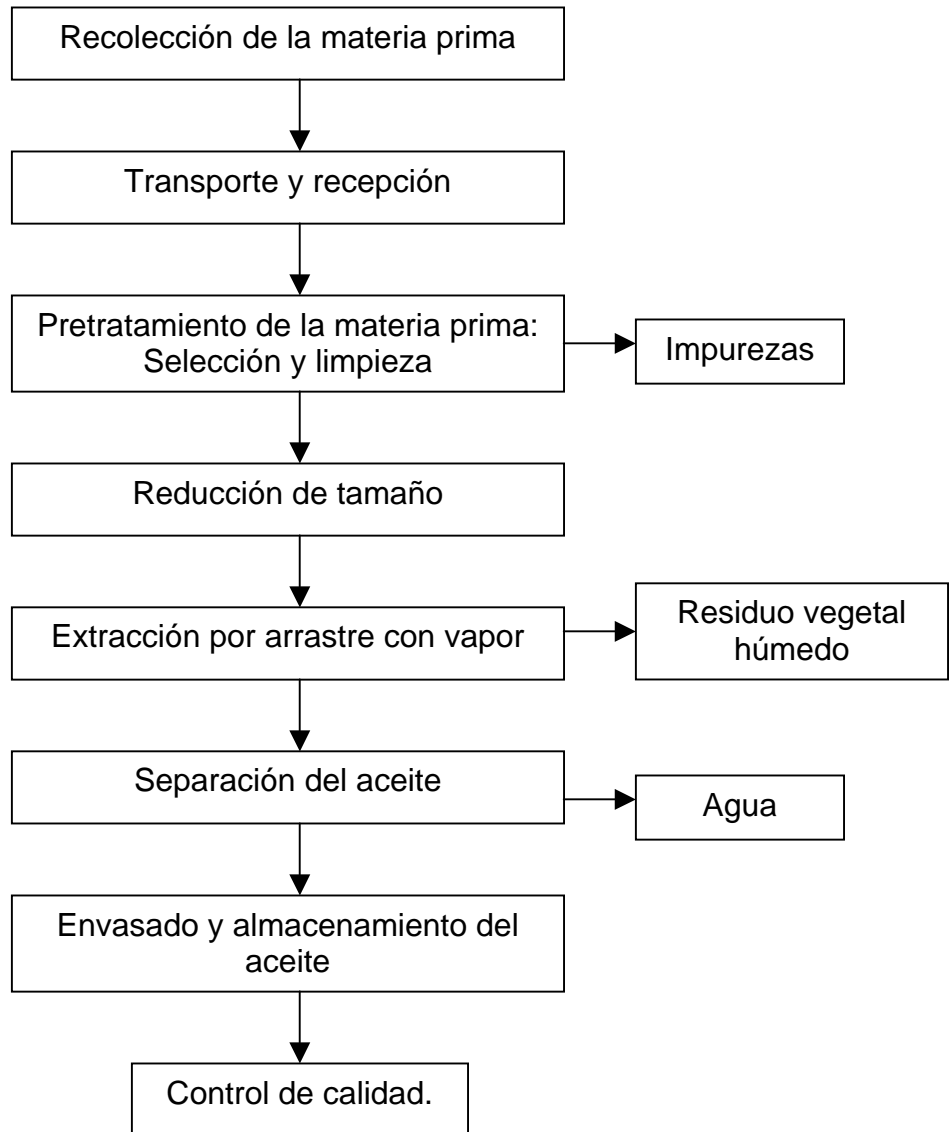 Recolección de la materia prima
Transporte y recepción
Pretratamiento de la materia prima:
Selección y limpieza
Impurezas
Reducción de tamaño
Extracción por arrastre con vapor
Residuo vegetal
húmedo
Separación del aceite
Agua
Envasado y almacenamiento del
aceite
Control de calidad.